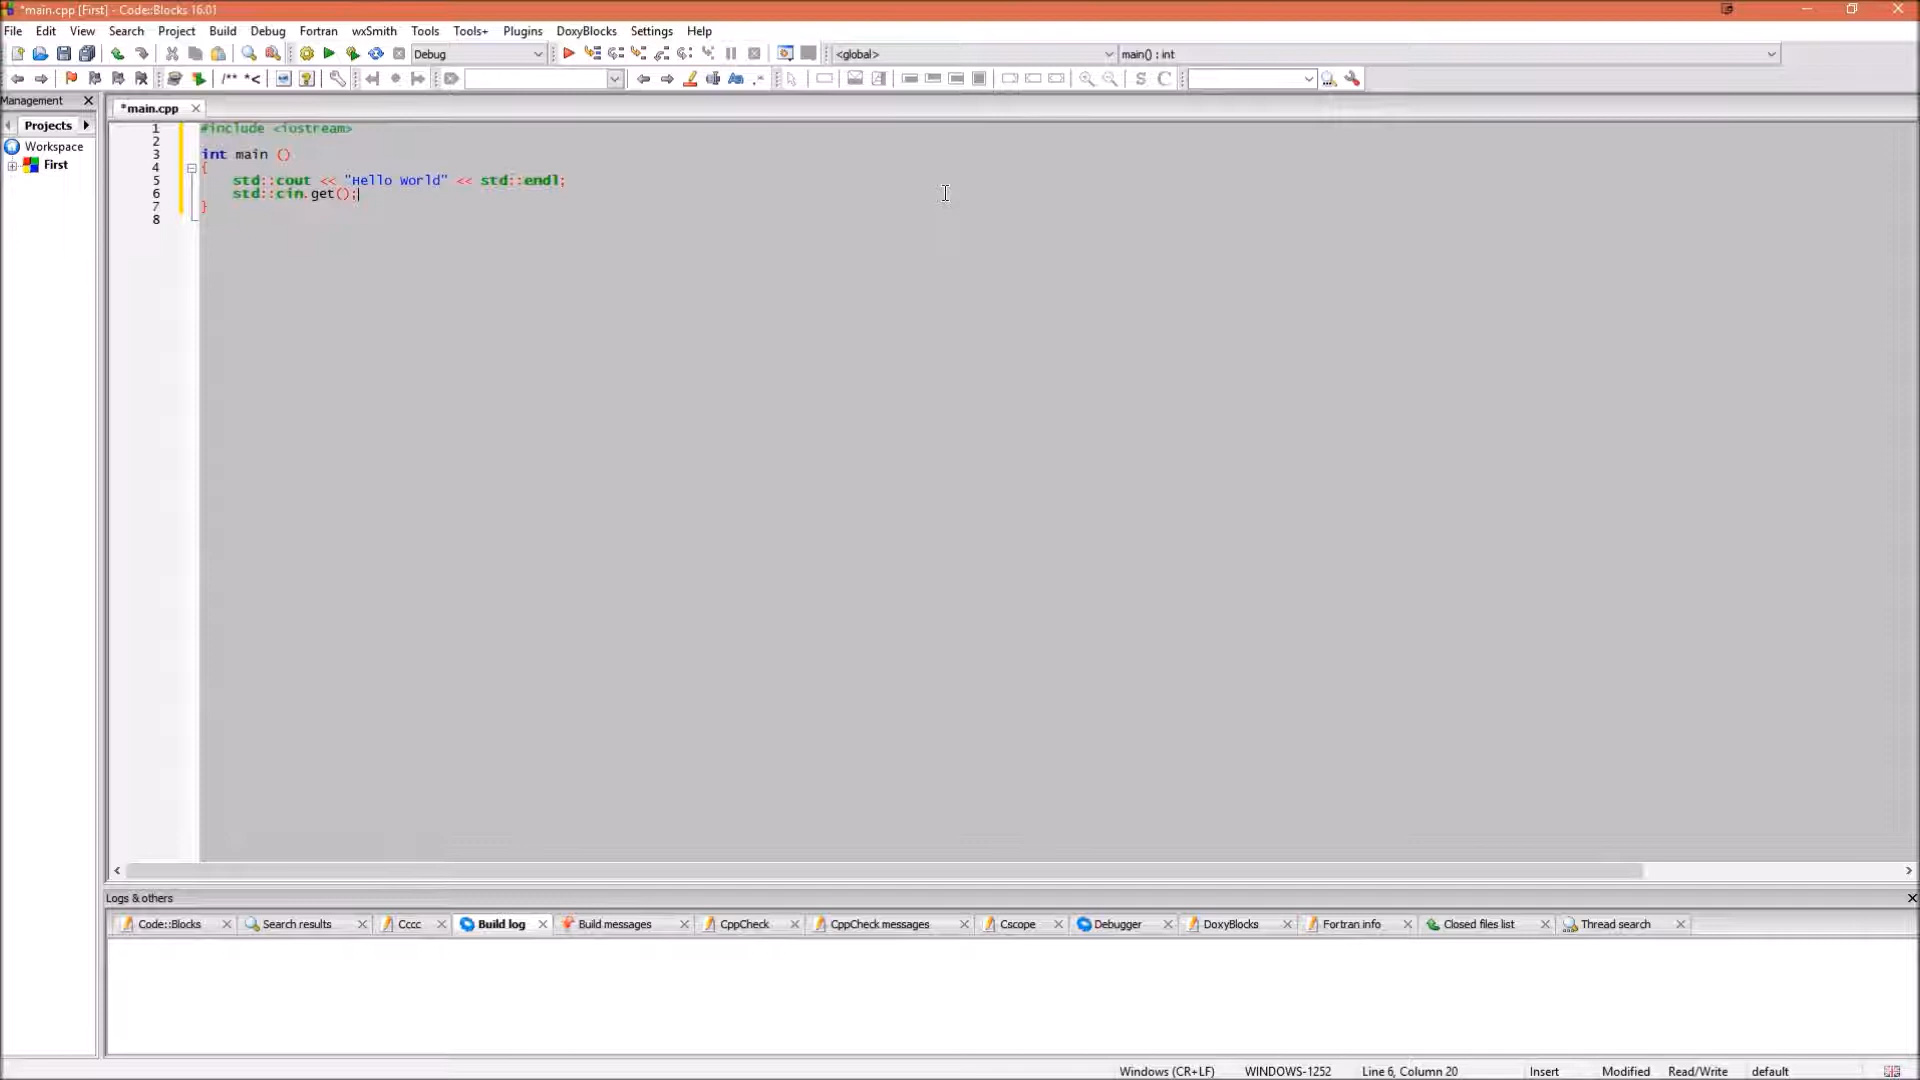 *main.cpp [First] - Code::Blocks 16.01
File Edit View Search Project Build Debug Fortran wxSmith Tools Tools+ Plugins DoxyBlocks Settings Help
Debug <global> main() : int
/** *< S C
Management
*main.cpp
Projects
Workspace
First
1 #include <iostream>
2
3 int main ()
4 {
5 std::cout << "Hello World" << std::endl;
6 std::cin.get();
7 }
8
Logs & others
Code::Blocks Search results Cccc Build log Build messages CppCheck CppCheck messages Cscope Debugger DoxyBlocks Fortran info Closed files list Thread search
Windows (CR+LF) WINDOWS-1252 Line 6, Column 20 Insert Modified Read/Write default